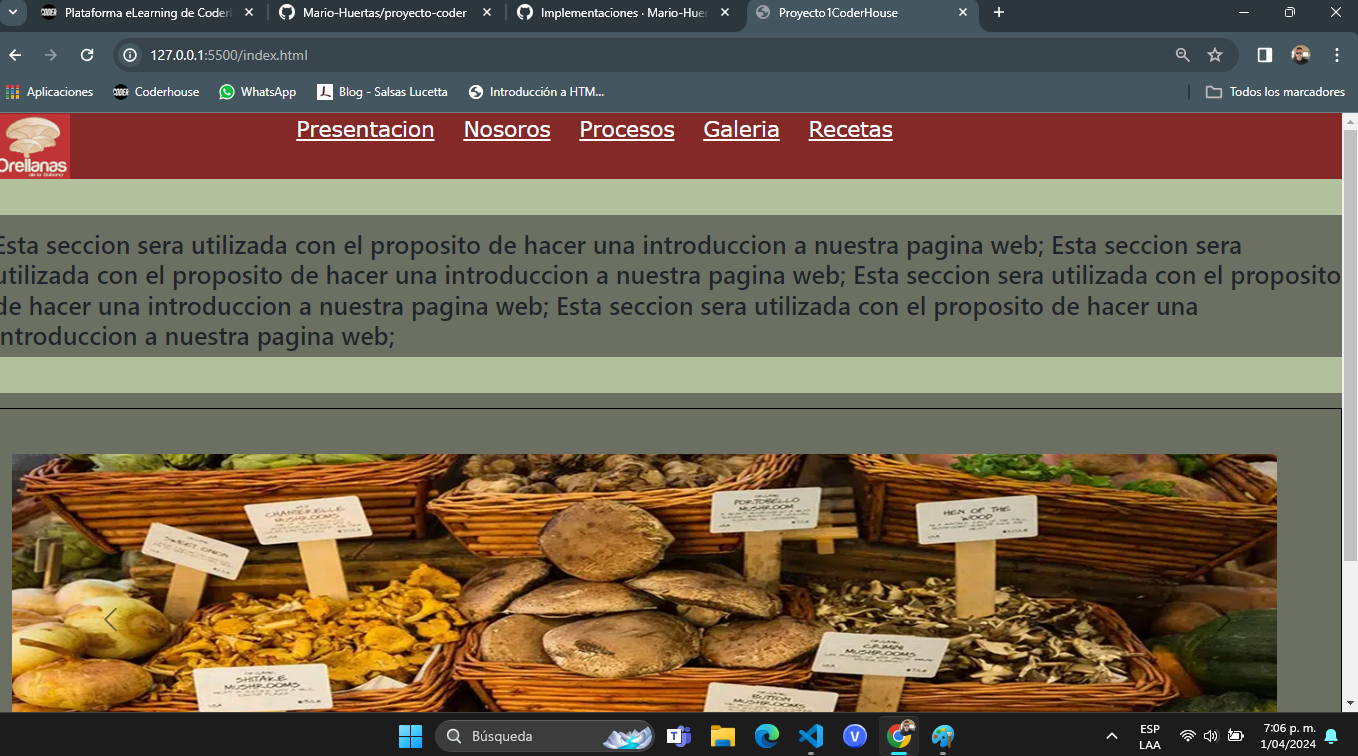 Plataforma eLearning de Coder
Mario-Huertas/proyecto-coder
Implementaciones · Mario-Huer
Proyecto1CoderHouse
127.0.0.1:5500/index.html
Aplicaciones
Coderhouse
WhatsApp
Blog - Salsas Lucetta
Introducción a HTM...
Todos los marcadores
Orellanas
de la Sabana
Presentacion
Nosoros
Procesos
Galeria
Recetas
Esta seccion sera utilizada con el proposito de hacer una introduccion a nuestra pagina web; Esta seccion sera
utilizada con el proposito de hacer una introduccion a nuestra pagina web; Esta seccion sera utilizada con el proposito
de hacer una introduccion a nuestra pagina web; Esta seccion sera utilizada con el proposito de hacer una
introduccion a nuestra pagina web;
SWEET ONION
CHANTERELLE
MUSHROOMS
PORTOBELLO
MUSHROOM
HEN OF THE
WOOD
SHITAKE
MUSHROOMS
CRIMINI
MUSHROOMS
BUTTON
MUSHROOMS
Búsqueda
ESP
LAA
7:06 p. m.
1/04/2024